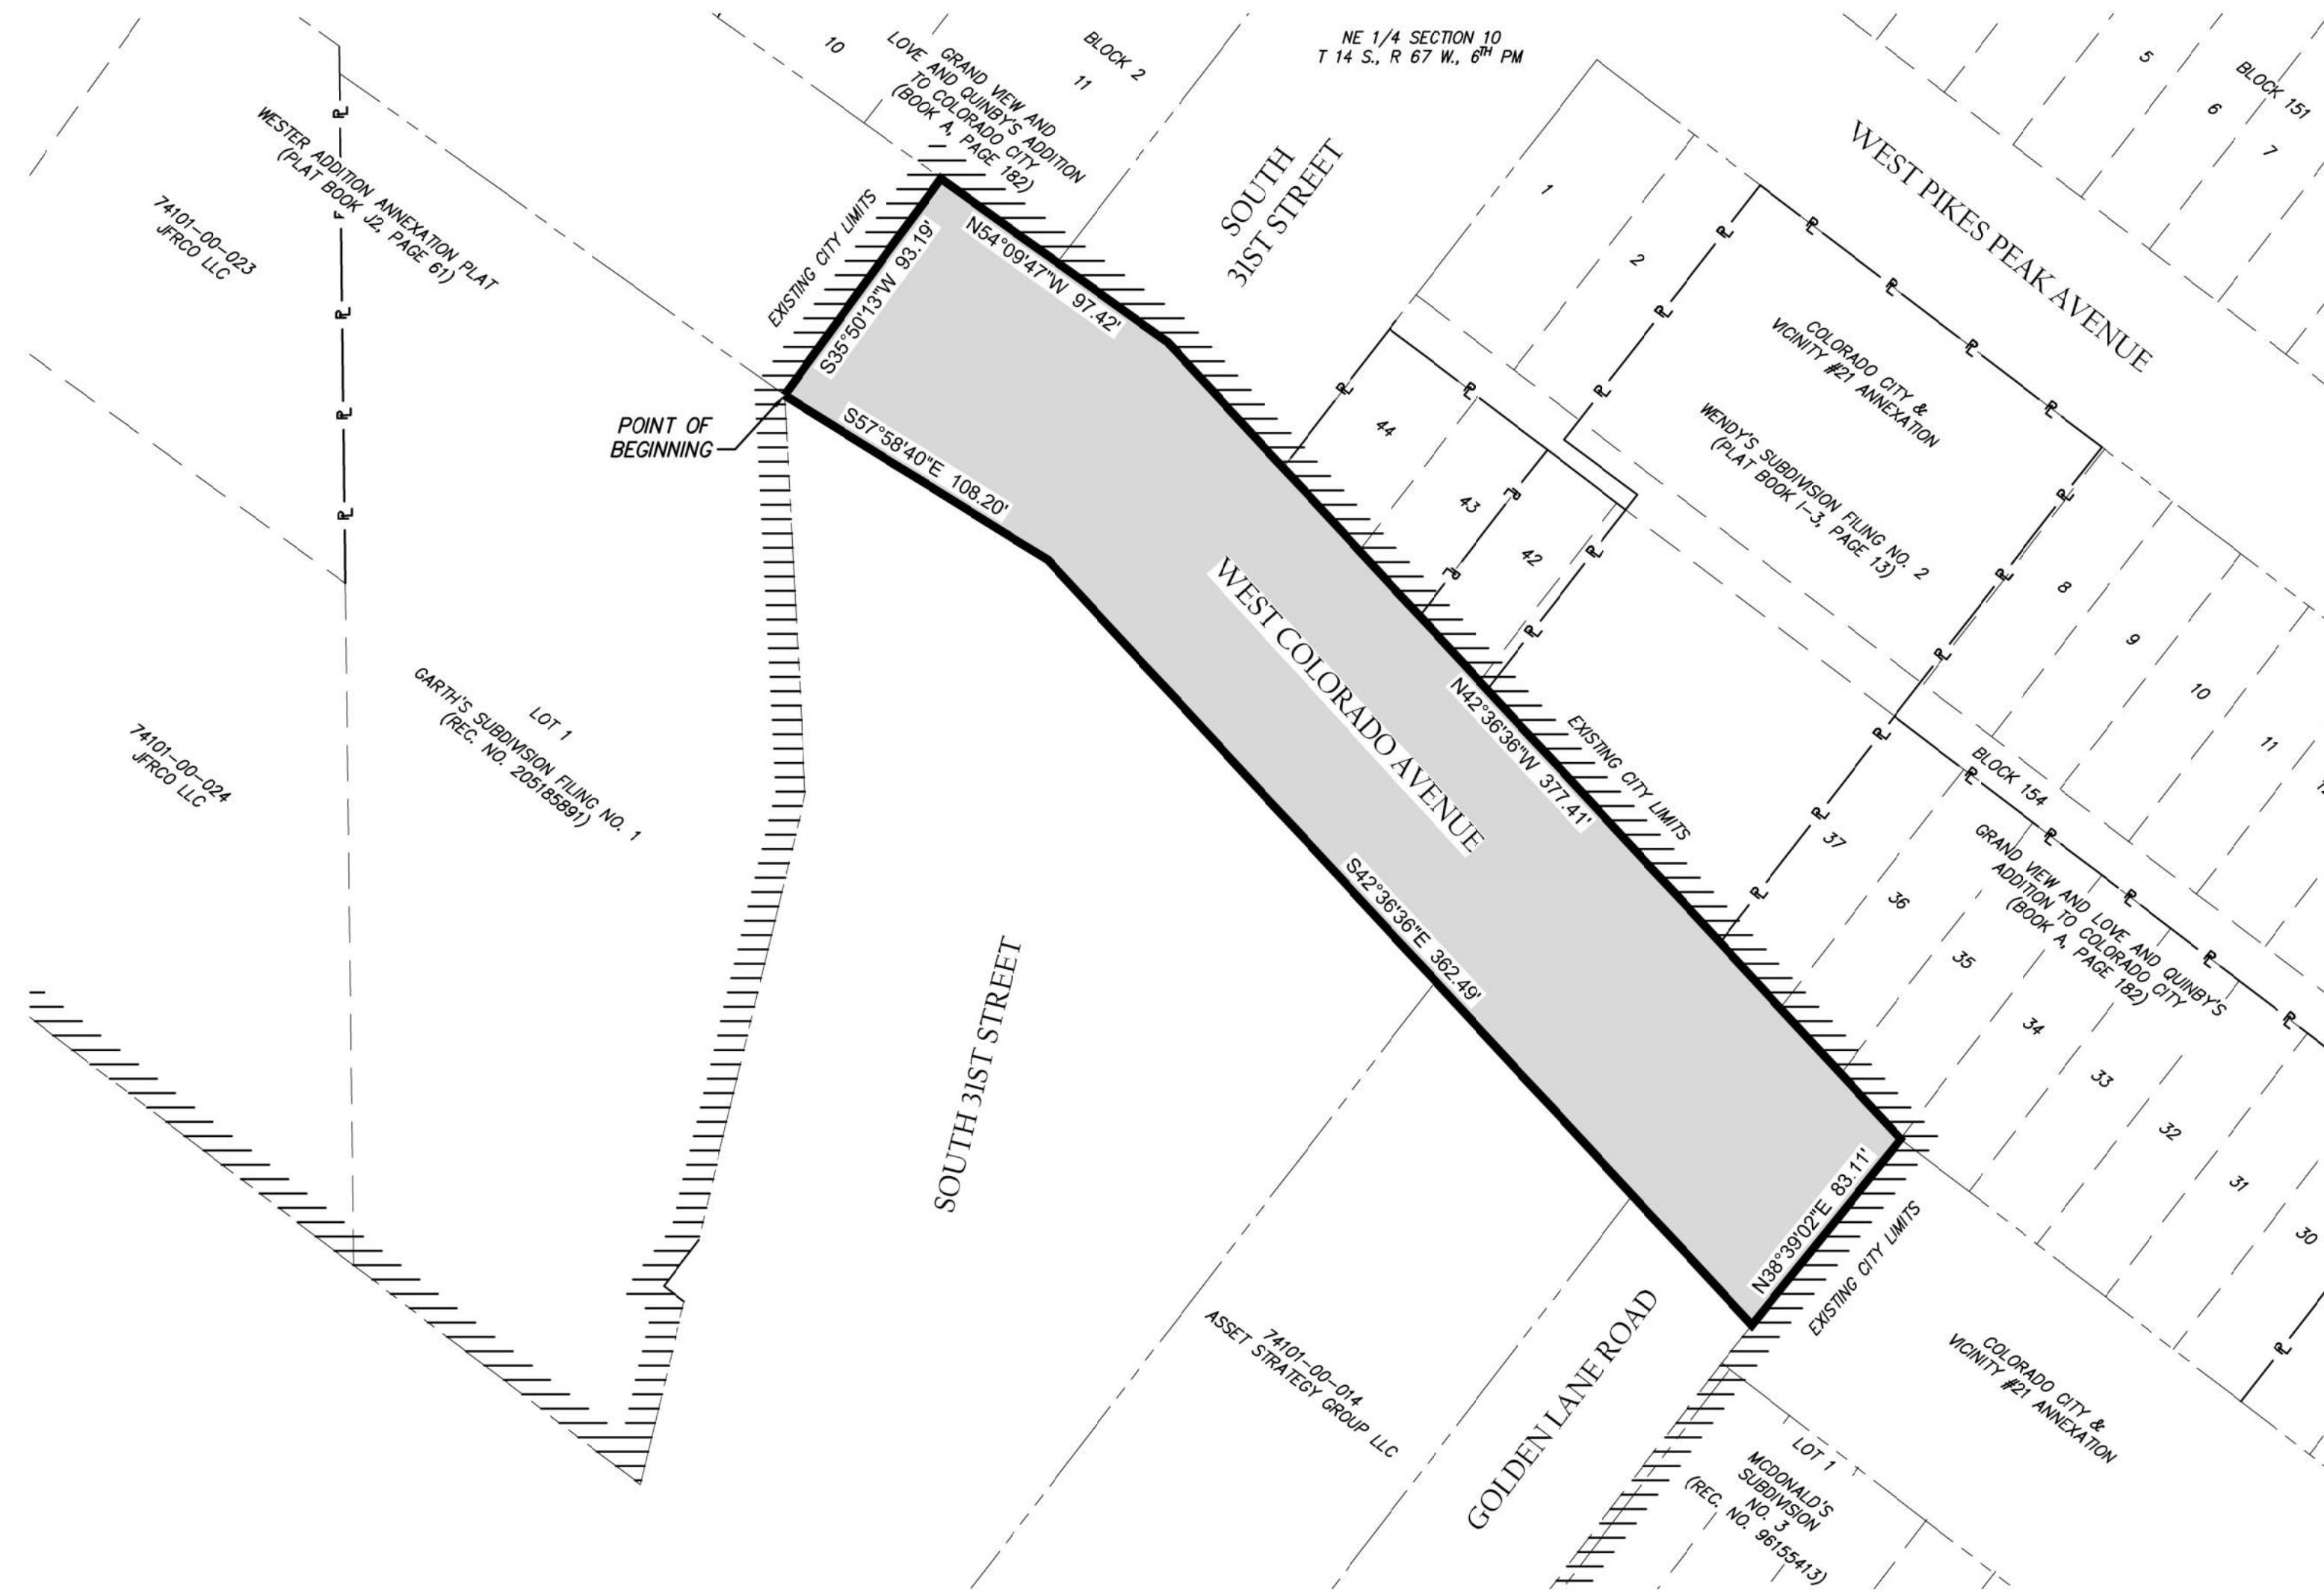 NE 1/4 SECTION 10
T 14 S., R 67 W., 6TH PM
10
GRAND VIEW AND
LOVE AND QUINBY'S ADDITION
TO COLORADO CITY
(BOOK A, PAGE 182)
BLOCK 2
11
5
BLOCK 151
6
7
WEST PIKES PEAK AVENUE
SOUTH
31ST STREET
WESTER ADDITION ANNEXATION PLAT
(PLAT BOOK J2, PAGE 61)
74101-00-023
JFRCO LLC
EXISTING CITY LIMITS
S35°50'13"W 93.19'
N54°09'47"W 97.42'
1
2
COLORADO CITY &
VICINITY #21 ANNEXATION
WENDY'S SUBDIVISION FILING NO. 2
(PLAT BOOK I-3, PAGE 13)
POINT OF
BEGINNING
S57°58'40"E 108.20'
44
43
42
8
9
10
11
WEST COLORADO AVENUE
N42°36'36"W 377.41'
EXISTING CITY LIMITS
S42°36'36"E 362.49'
BLOCK 154
37
36
35
34
33
32
31
30
GRAND VIEW AND LOVE AND QUINBY'S
ADDITION TO COLORADO CITY
(BOOK A, PAGE 182)
LOT 1
GARTH'S SUBDIVISION FILING NO. 1
(REC. NO. 205185891)
74101-00-024
JFRCO LLC
SOUTH 31ST STREET
N38°39'02"E 83.11'
EXISTING CITY LIMITS
74101-00-014
ASSET STRATEGY GROUP LLC
GOLDEN LANE ROAD
COLORADO CITY &
VICINITY #21 ANNEXATION
LOT 1
MCDONALD'S
SUBDIVISION
NO. 3
(REC. NO. 96155413)